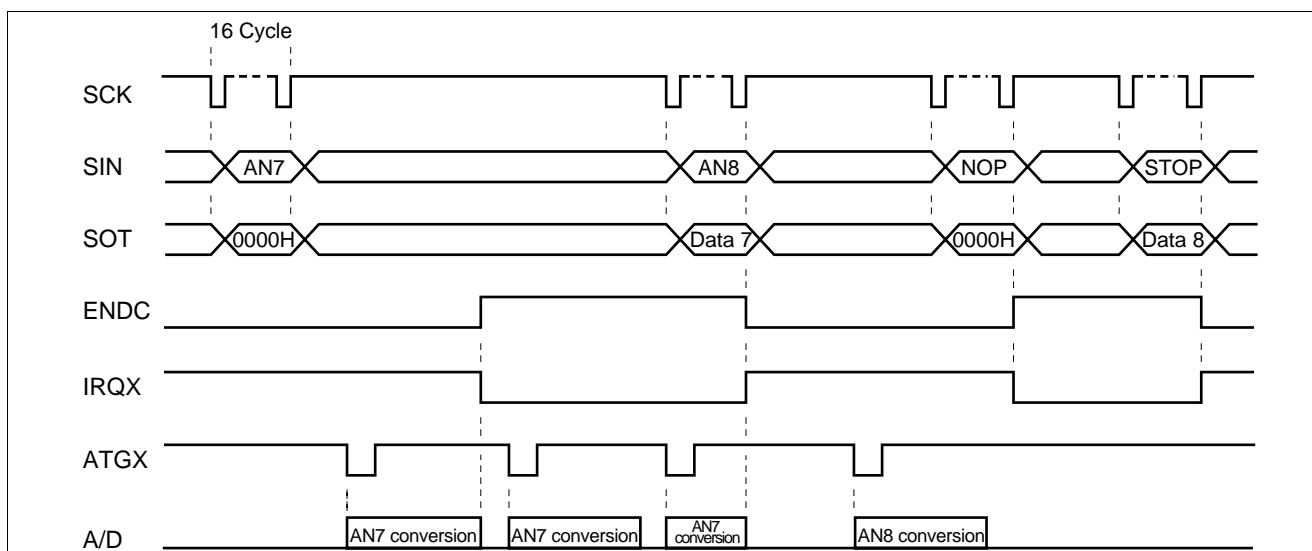 16 Cycle
SCK
SIN AN7 AN8 NOP STOP
SOT 0000H Data 7 0000H Data 8
ENDC
IRQX
ATGX
A/D AN7 conversion AN7 conversion AN7 conversion AN8 conversion